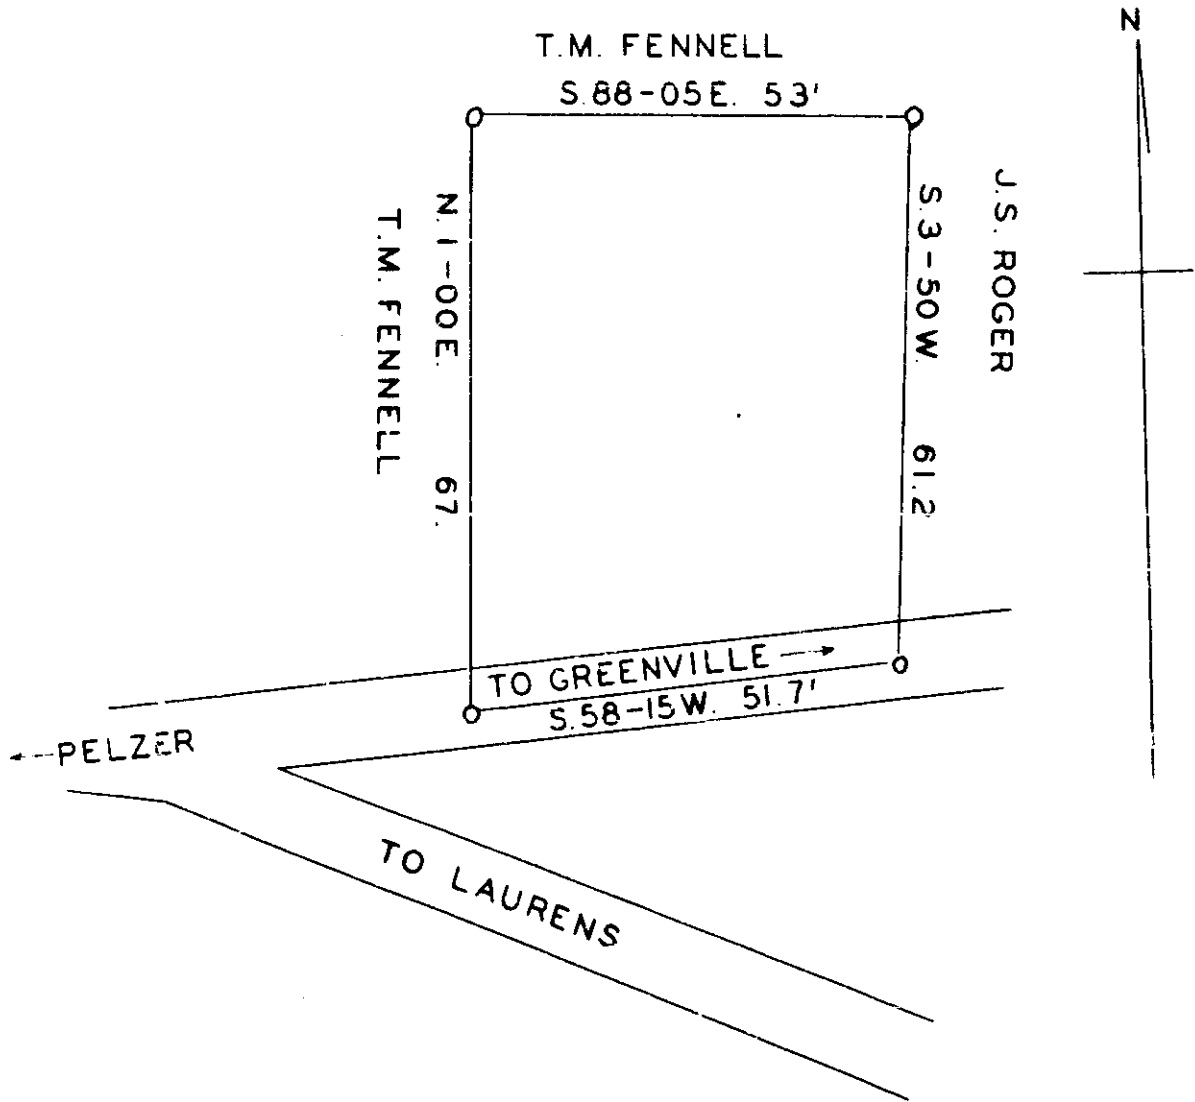 N
T.M. FENNELL
S.88-05E. 53'
T.M. FENNELL
N.1-00E. 67.
S.3-50W. 61.2
J.S. ROGER
TO GREENVILLE
S.58-15W. 51.7'
PELZER
TO LAURENS